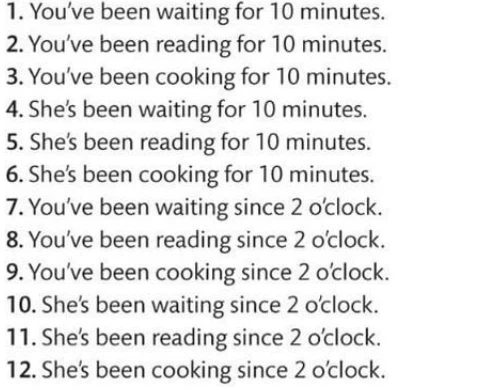 1. You've been waiting for 10 minutes.
2. You've been reading for 10 minutes.
3. You've been cooking for 10 minutes.
4. She's been waiting for 10 minutes.
5. She's been reading for 10 minutes.
6. She's been cooking for 10 minutes.
7. You've been waiting since 2 o'clock.
8. You've been reading since 2 o'clock.
9. You've been cooking since 2 o'clock.
10. She's been waiting since 2 o'clock.
11. She's been reading since 2 o'clock.
12. She's been cooking since 2 o'clock.